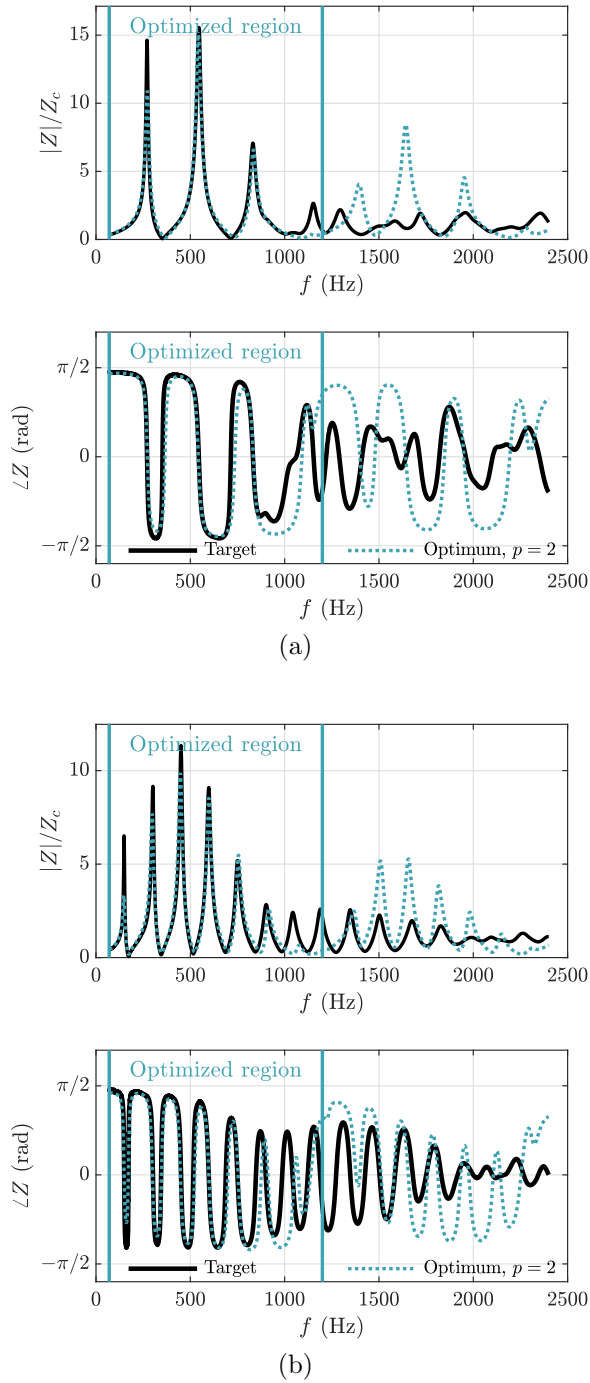 Optimized region
15
10
5
0
|Z|/Z_c
0 500 1000 1500 2000 2500
f (Hz)
Optimized region
π/2
0
−π/2
∠Z (rad)
Target Optimum, p = 2
0 500 1000 1500 2000 2500
f (Hz)
(a)
Optimized region
10
5
0
|Z|/Z_c
0 500 1000 1500 2000 2500
f (Hz)
Optimized region
π/2
0
−π/2
∠Z (rad)
Target Optimum, p = 2
0 500 1000 1500 2000 2500
f (Hz)
(b)